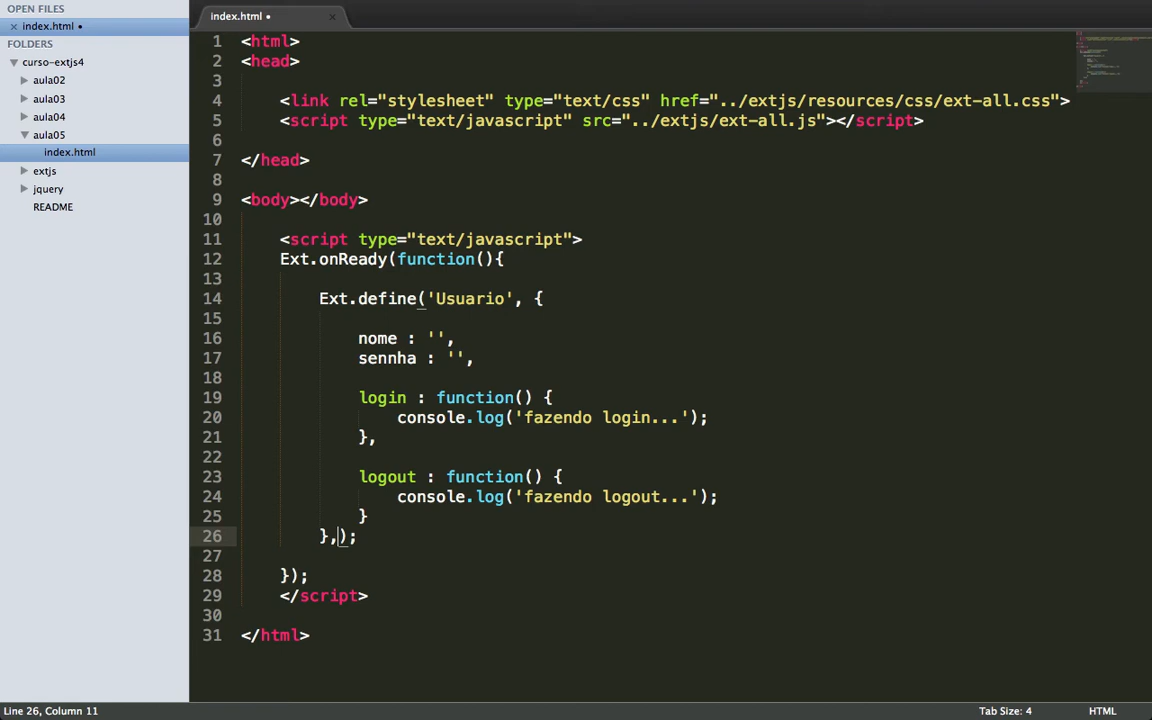 OPEN FILES
× index.html •
FOLDERS
curso-extjs4
aula02
aula03
aula04
aula05
index.html
extjs
jquery
README
index.html • ×
1 <html>
2 <head>
3
4 <link rel="stylesheet" type="text/css" href="../extjs/resources/css/ext-all.css">
5 <script type="text/javascript" src="../extjs/ext-all.js"></script>
6
7 </head>
8
9 <body></body>
10
11 <script type="text/javascript">
12 Ext.onReady(function(){
13
14 Ext.define('Usuario', {
15
16 nome : '',
17 sennha : '',
18
19 login : function() {
20 console.log('fazendo login...');
21 },
22
23 logout : function() {
24 console.log('fazendo logout...');
25 }
26 },);
27
28 });
29 </script>
30
31 </html>
Line 26, Column 11
Tab Size: 4
HTML